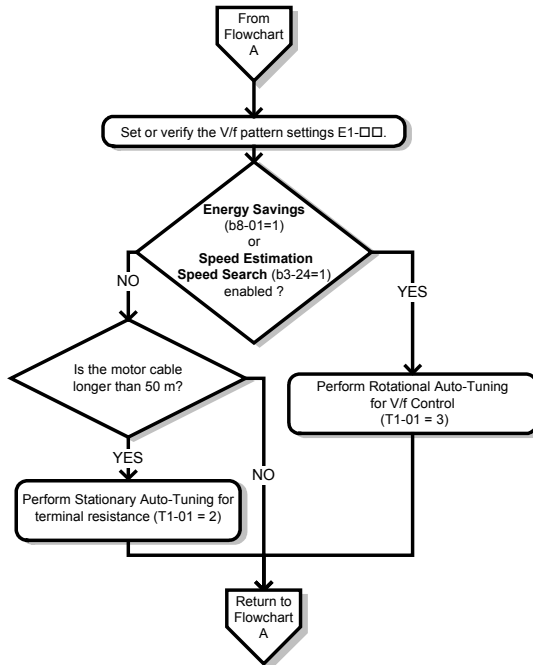 From
Flowchart
A
Set or verify the V/f pattern settings E1-□□.
Energy Savings
(b8-01=1)
or
Speed Estimation
Speed Search (b3-24=1)
enabled ?
NO
YES
Is the motor cable
longer than 50 m?
Perform Rotational Auto-Tuning
for V/f Control
(T1-01 = 3)
YES
NO
Perform Stationary Auto-Tuning for
terminal resistance (T1-01 = 2)
Return to
Flowchart
A